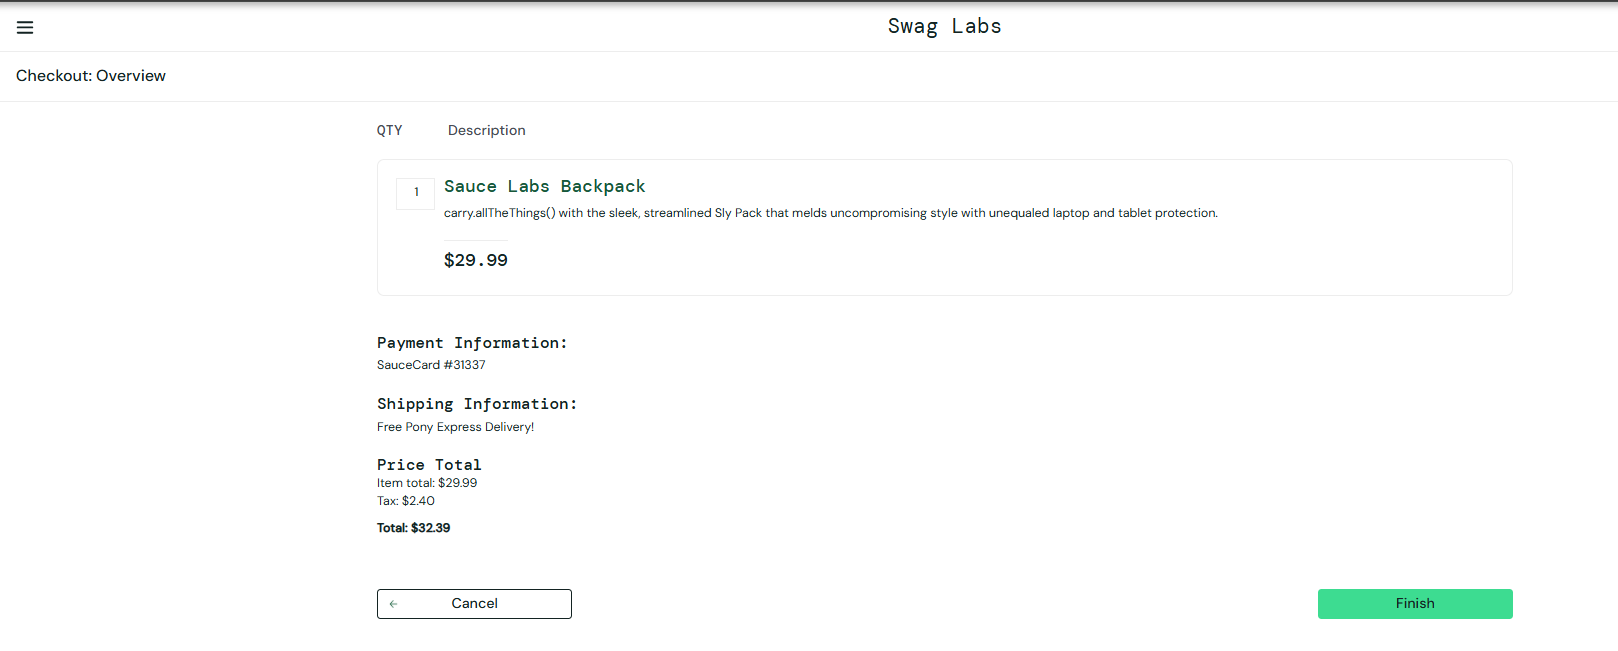 Swag Labs
Checkout: Overview
QTY Description
1 Sauce Labs Backpack
carry.allTheThings() with the sleek, streamlined Sly Pack that melds uncompromising style with unequaled laptop and tablet protection.
$29.99
Payment Information:
SauceCard #31337
Shipping Information:
Free Pony Express Delivery!
Price Total
Item total: $29.99
Tax: $2.40
Total: $32.39
Cancel
Finish